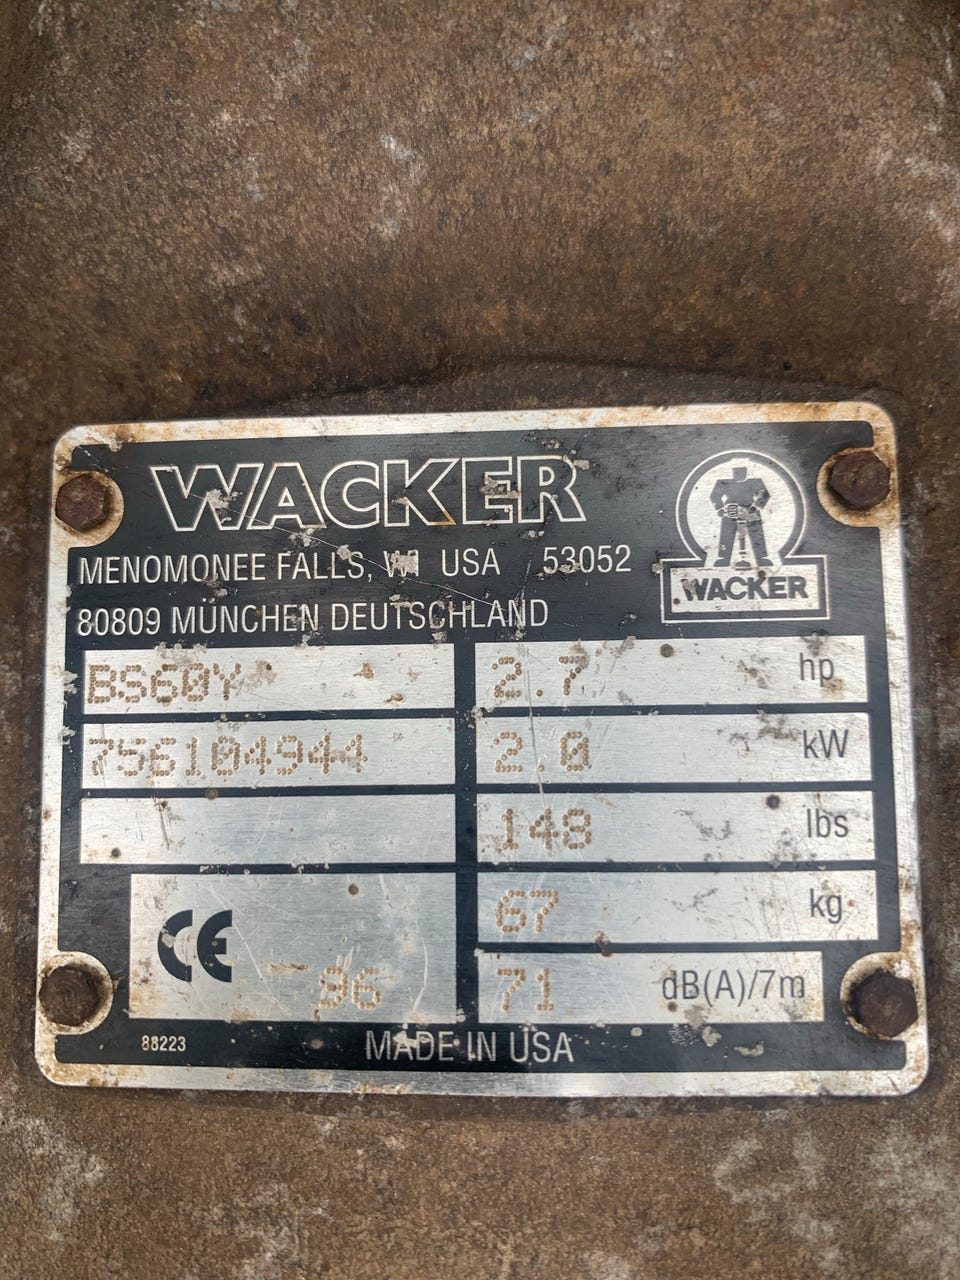 WACKER
MENOMONEE FALLS, WI USA 53052
80809 MÜNCHEN DEUTSCHLAND
WACKER
BS60Y 2.7 hp
756104944 2.0 kW
148 lbs
67 kg
CE 96 71 dB(A)/7m
88223 MADE IN USA